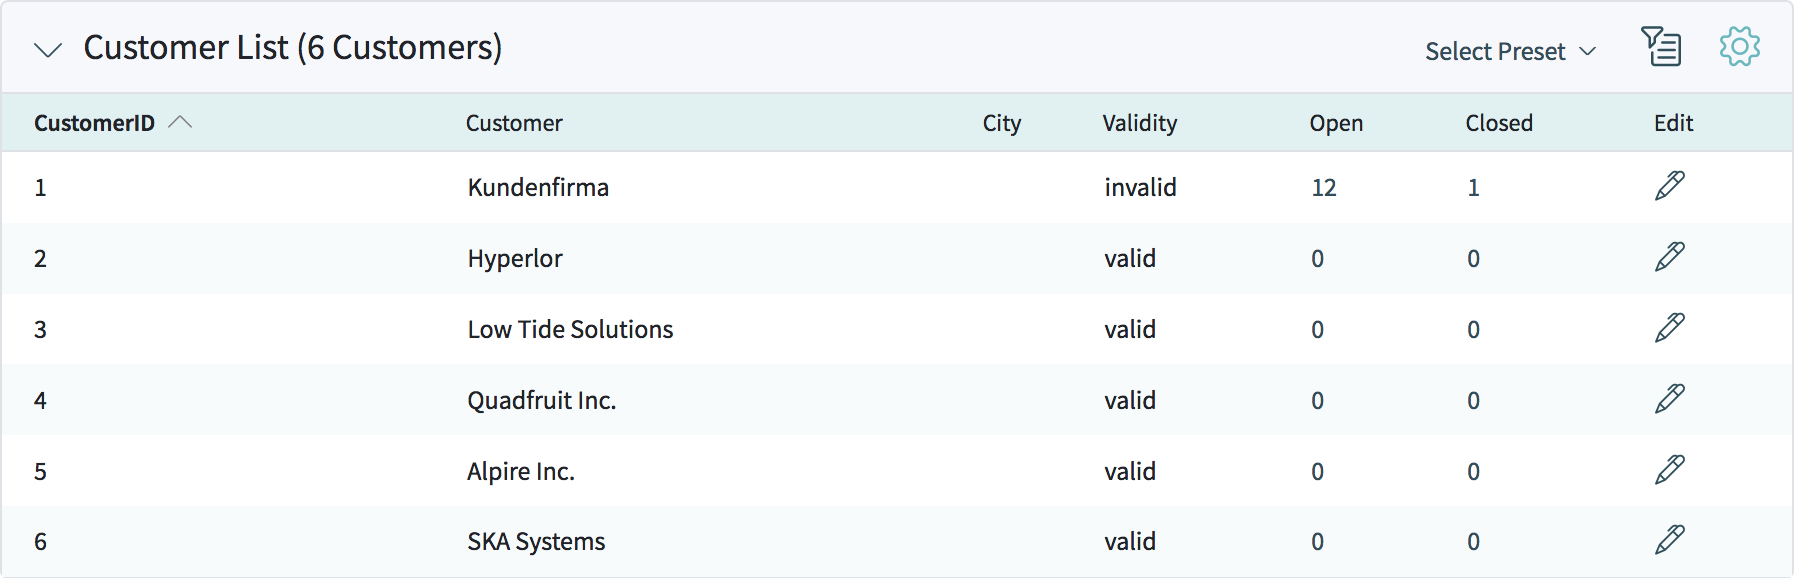 Customer List (6 Customers) Select Preset
CustomerID Customer City Validity Open Closed Edit
1 Kundenfirma invalid 12 1
2 Hyperlor valid 0 0
3 Low Tide Solutions valid 0 0
4 Quadfruit Inc. valid 0 0
5 Alpire Inc. valid 0 0
6 SKA Systems valid 0 0